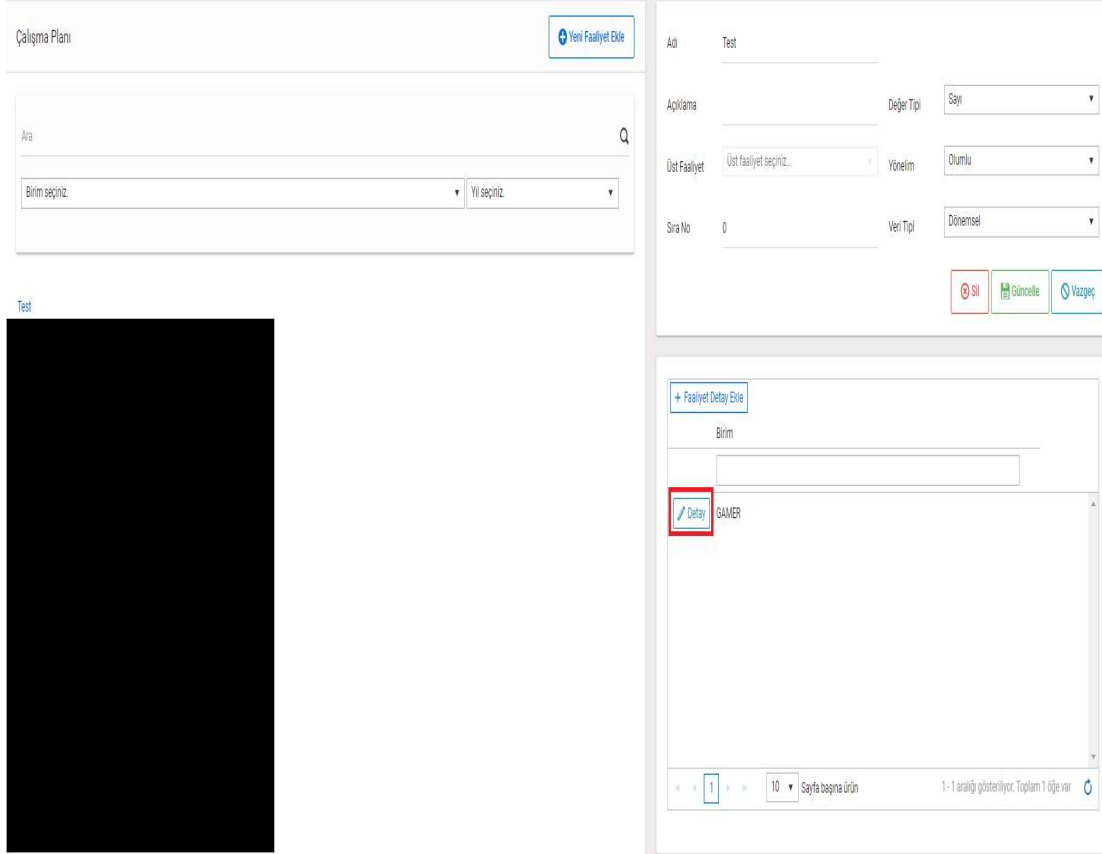 Çalışma Planı
Yeni Faaliyet Ekle
Ara
Birim seçiniz.
Yıl seçiniz.
Test
Adı Test
Açıklama
Değer Tipi Sayı
Üst Faaliyet Üst faaliyet seçiniz...
Yönelim Olumlu
Sıra No 0
Veri Tipi Dönemsel
Sil Güncelle Vazgeç
+ Faaliyet Detay Ekle
Birim
Detay GAMER
1 10 Sayfa başına ürün 1 - 1 aralığı gösteriliyor. Toplam 1 öğe var